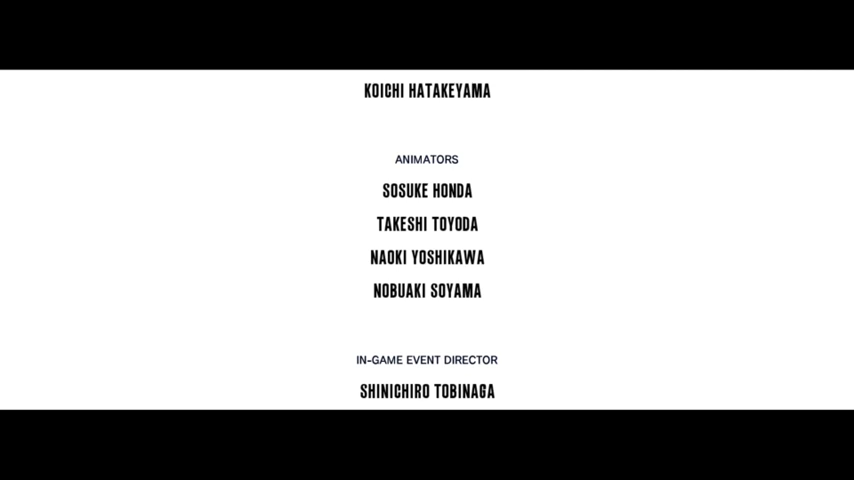 KOICHI HATAKEYAMA
ANIMATORS
SOSUKE HONDA
TAKESHI TOYODA
NAOKI YOSHIKAWA
NOBUAKI SOYAMA
IN-GAME EVENT DIRECTOR
SHINICHIRO TOBINAGA